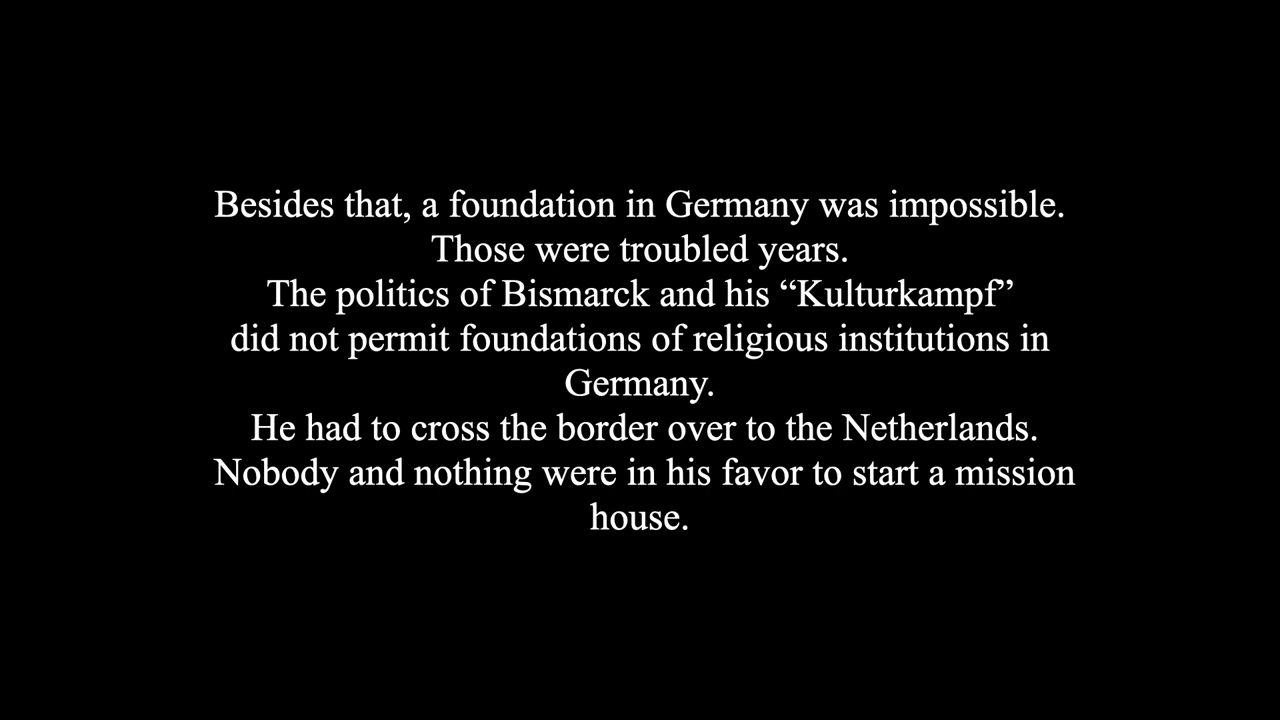 Besides that, a foundation in Germany was impossible.
Those were troubled years.
The politics of Bismarck and his “Kulturkampf”
did not permit foundations of religious institutions in
Germany.
He had to cross the border over to the Netherlands.
Nobody and nothing were in his favor to start a mission
house.